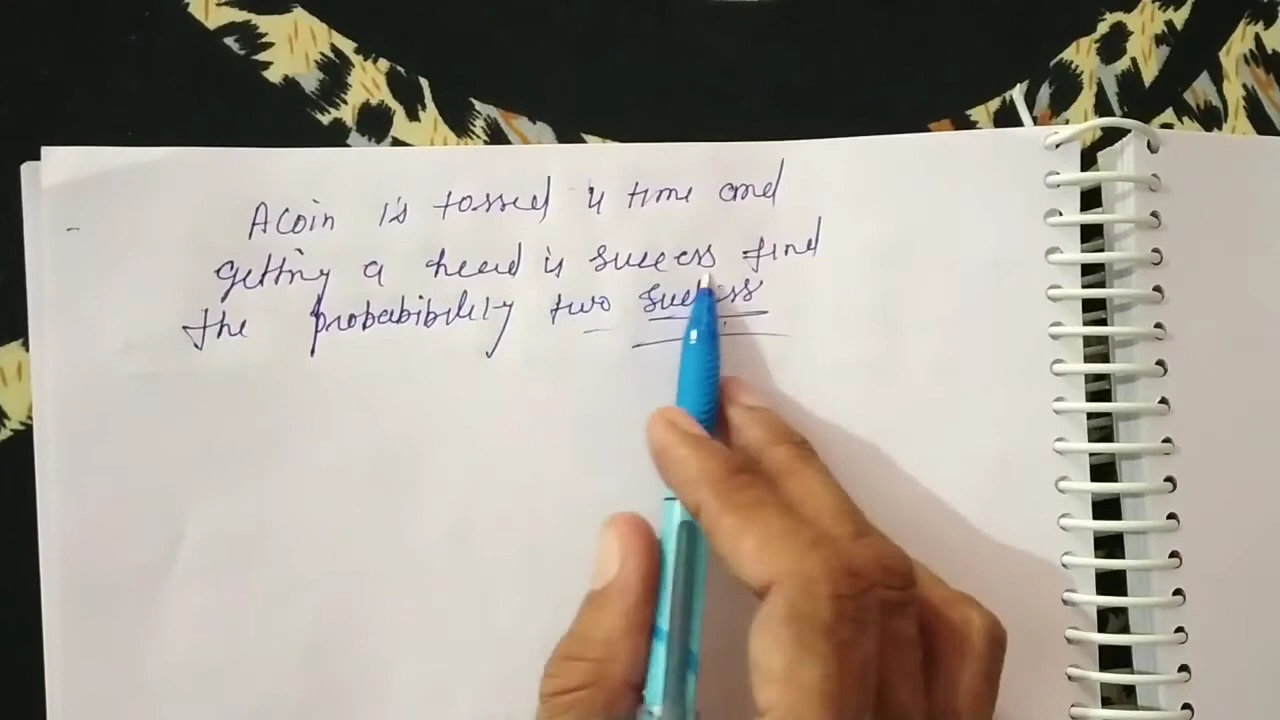 A coin is tossed 4 time and
getting a head is success find
the probability two success